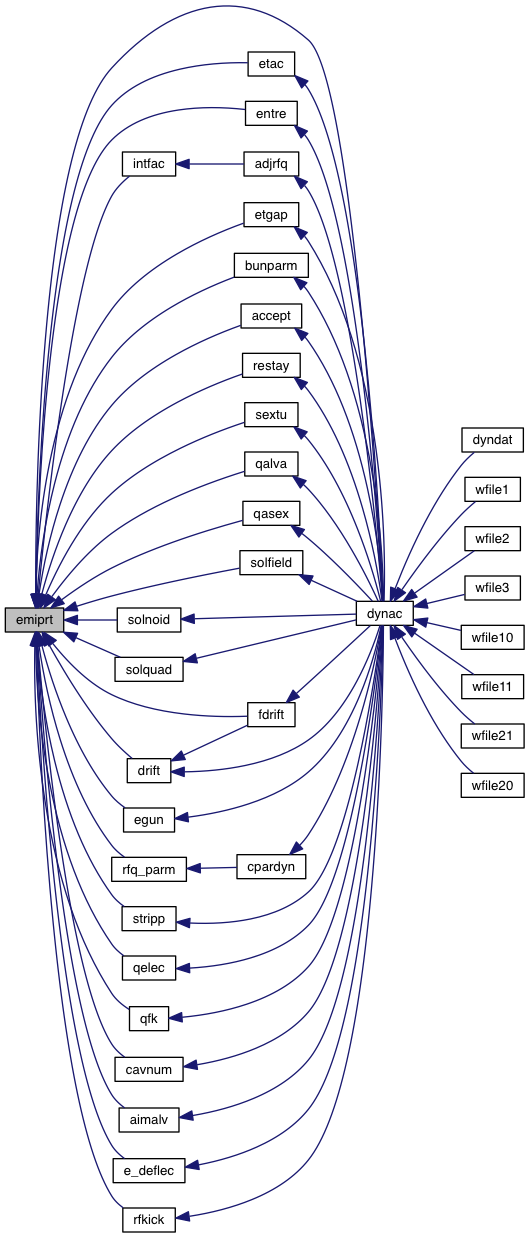 etac
entre
intfac
adjrfq
etgap
bunparm
accept
restay
sextu
dyndat
qalva
wfile1
qasex
wfile2
solfield
wfile3
emiprt
solnoid
dynac
wfile10
solquad
wfile11
fdrift
wfile21
drift
wfile20
egun
rfq_parm
cpardyn
stripp
qelec
qfk
cavnum
aimalv
e_deflec
rfkick